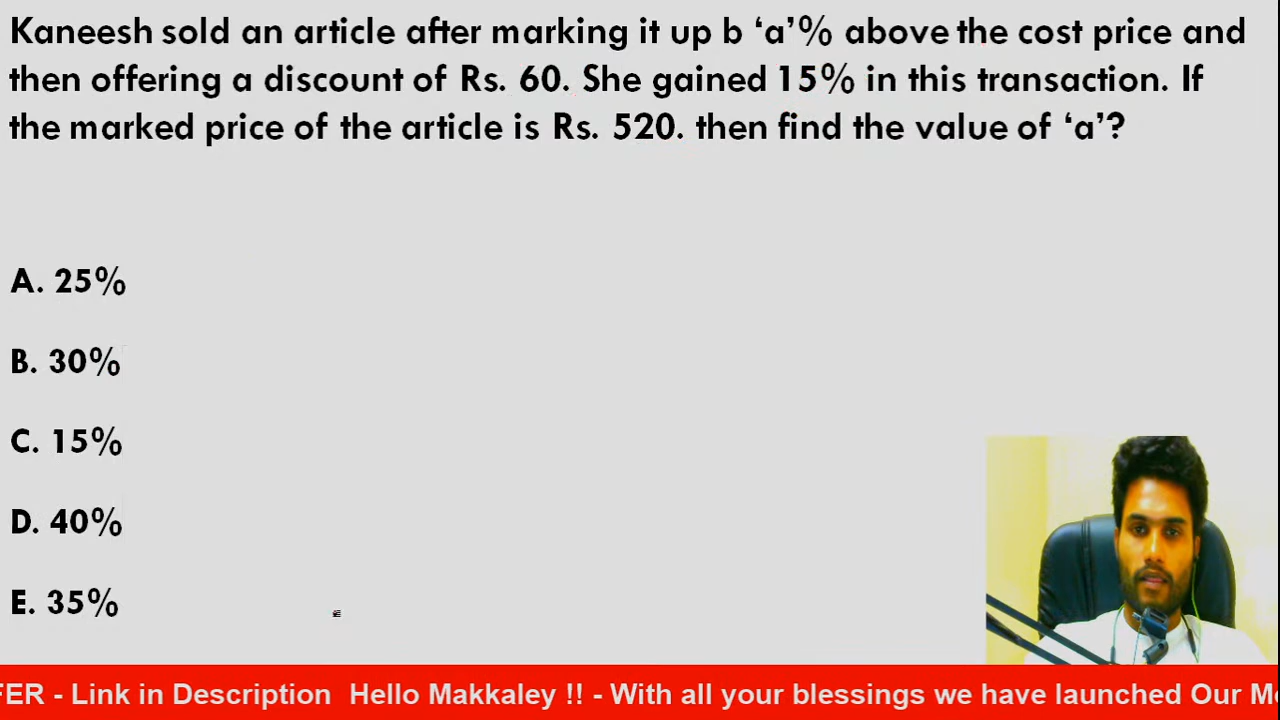 Kaneesh sold an article after marking it up b ‘a’% above the cost price and
then offering a discount of Rs. 60. She gained 15% in this transaction. If
the marked price of the article is Rs. 520. then find the value of ‘a’?
A. 25%
B. 30%
C. 15%
D. 40%
E. 35%
FER - Link in Description Hello Makkaley !! - With all your blessings we have launched Our M